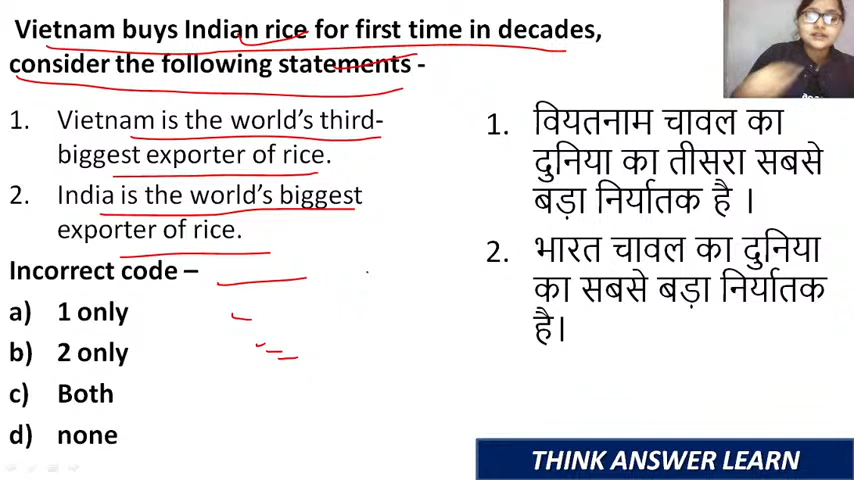 Vietnam buys Indian rice for first time in decades,
consider the following statements -
1. Vietnam is the world's third-
biggest exporter of rice.
2. India is the world's biggest
exporter of rice.
Incorrect code –
a) 1 only
b) 2 only
c) Both
d) none
1. वियतनाम चावल का
दुनिया का तीसरा सबसे
बड़ा निर्यातक है ।
2. भारत चावल का दुनिया
का सबसे बड़ा निर्यातक
है।
THINK ANSWER LEARN